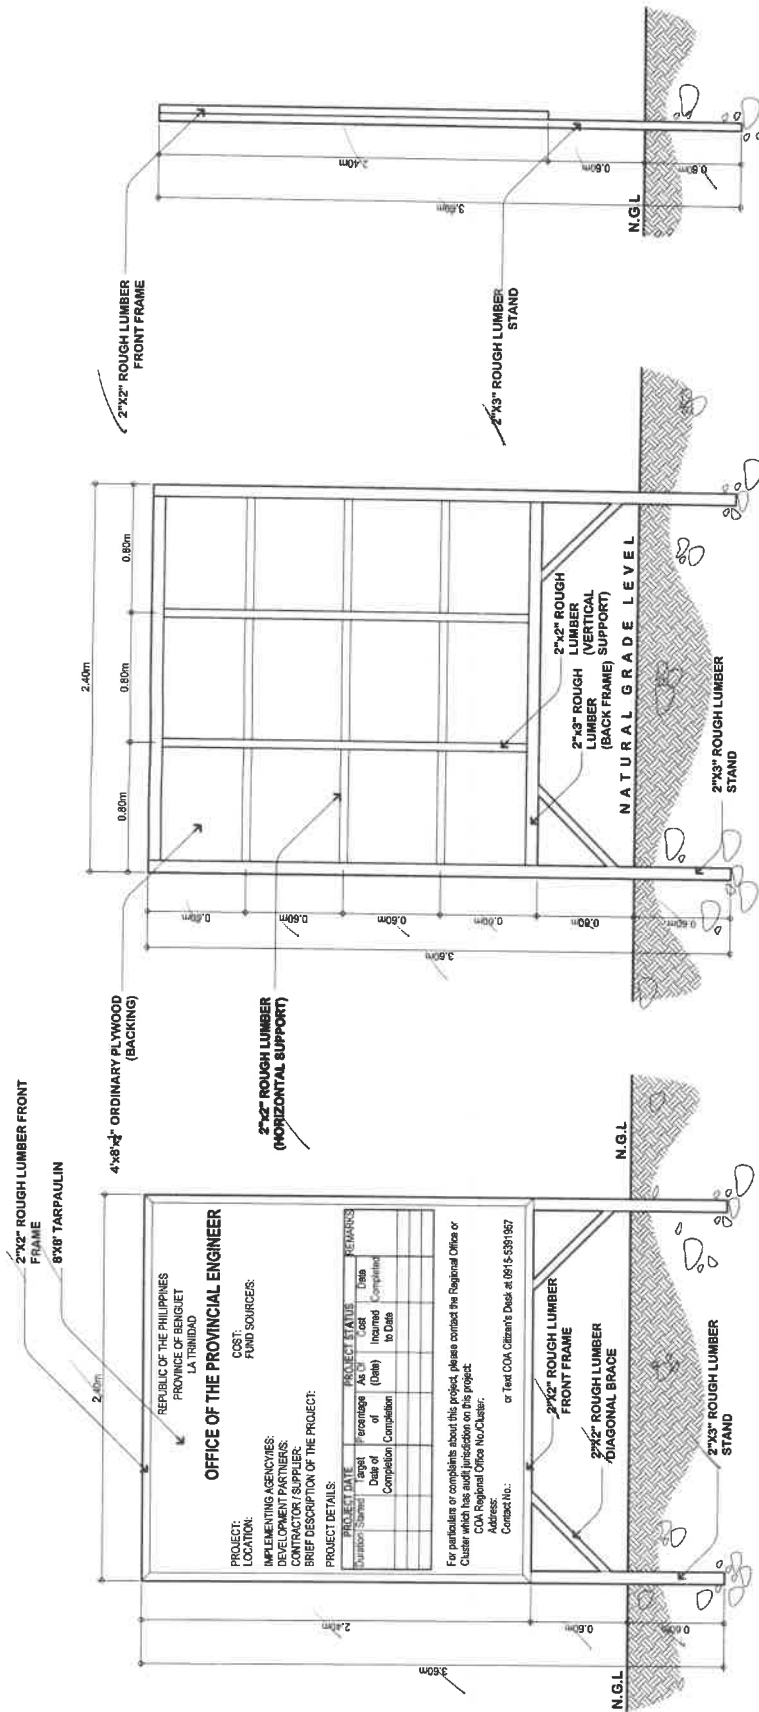 2"X2" ROUGH LUMBER FRONT
FRAME
8'X8' TARPAULIN
2.40m
REPUBLIC OF THE PHILIPPINES
PROVINCE OF BENGUET
LA TRINIDAD
OFFICE OF THE PROVINCIAL ENGINEER
PROJECT:
LOCATION:
COST:
FUND SOURCE/S:
IMPLEMENTING AGENCY/IES:
DEVELOPMENT PARTNER/S:
CONTRACTOR / SUPPLIER:
BRIEF DESCRIPTION OF THE PROJECT:
PROJECT DETAILS:
PROJECT DATE
PROJECT STATUS
REMARKS
Duration
Started
Target
Date of
Completion
Percentage
of
Completion
As Of
(Date)
Cost
Incurred
to Date
Date
Completed
For particulars or complaints about this project, please contact the Regional Office or
Cluster which has audit jurisdiction on this project:
COA Regional Office No./Cluster:
Address:
Contact No.: or Text COA Citizen's Desk at 0915-5391957
2.40m
0.60m
0.60m
3.60m
N.G.L
N.G.L
2"X2" ROUGH LUMBER
FRONT FRAME
2"X2" ROUGH LUMBER
DIAGONAL BRACE
2"X3" ROUGH LUMBER
STAND
4'x8'x¼" ORDINARY PLYWOOD
(BACKING)
2"x2" ROUGH LUMBER
(HORIZONTAL SUPPORT)
2.40m
0.80m
0.80m
0.80m
0.60m
0.60m
0.60m
0.60m
0.60m
0.60m
3.60m
2"x2" ROUGH
LUMBER
(VERTICAL
SUPPORT)
2"x3" ROUGH
LUMBER
(BACK FRAME)
NATURAL GRADE LEVEL
2"X3" ROUGH LUMBER
STAND
2"X2" ROUGH LUMBER
FRONT FRAME
2"X3" ROUGH LUMBER
STAND
2.40m
0.60m
0.60m
3.60m
N.G.L